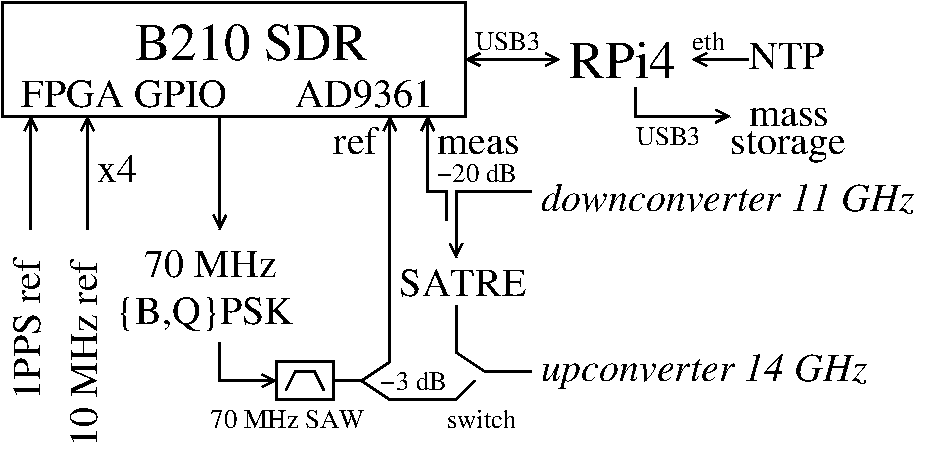 B210 SDR
FPGA GPIO
AD9361
USB3
RPi4
eth
NTP
USB3
mass
storage
x4
ref
meas
−20 dB
downconverter 11 GHz
1PPS ref
10 MHz ref
70 MHz
{B,Q}PSK
SATRE
−3 dB
upconverter 14 GHz
70 MHz SAW
switch